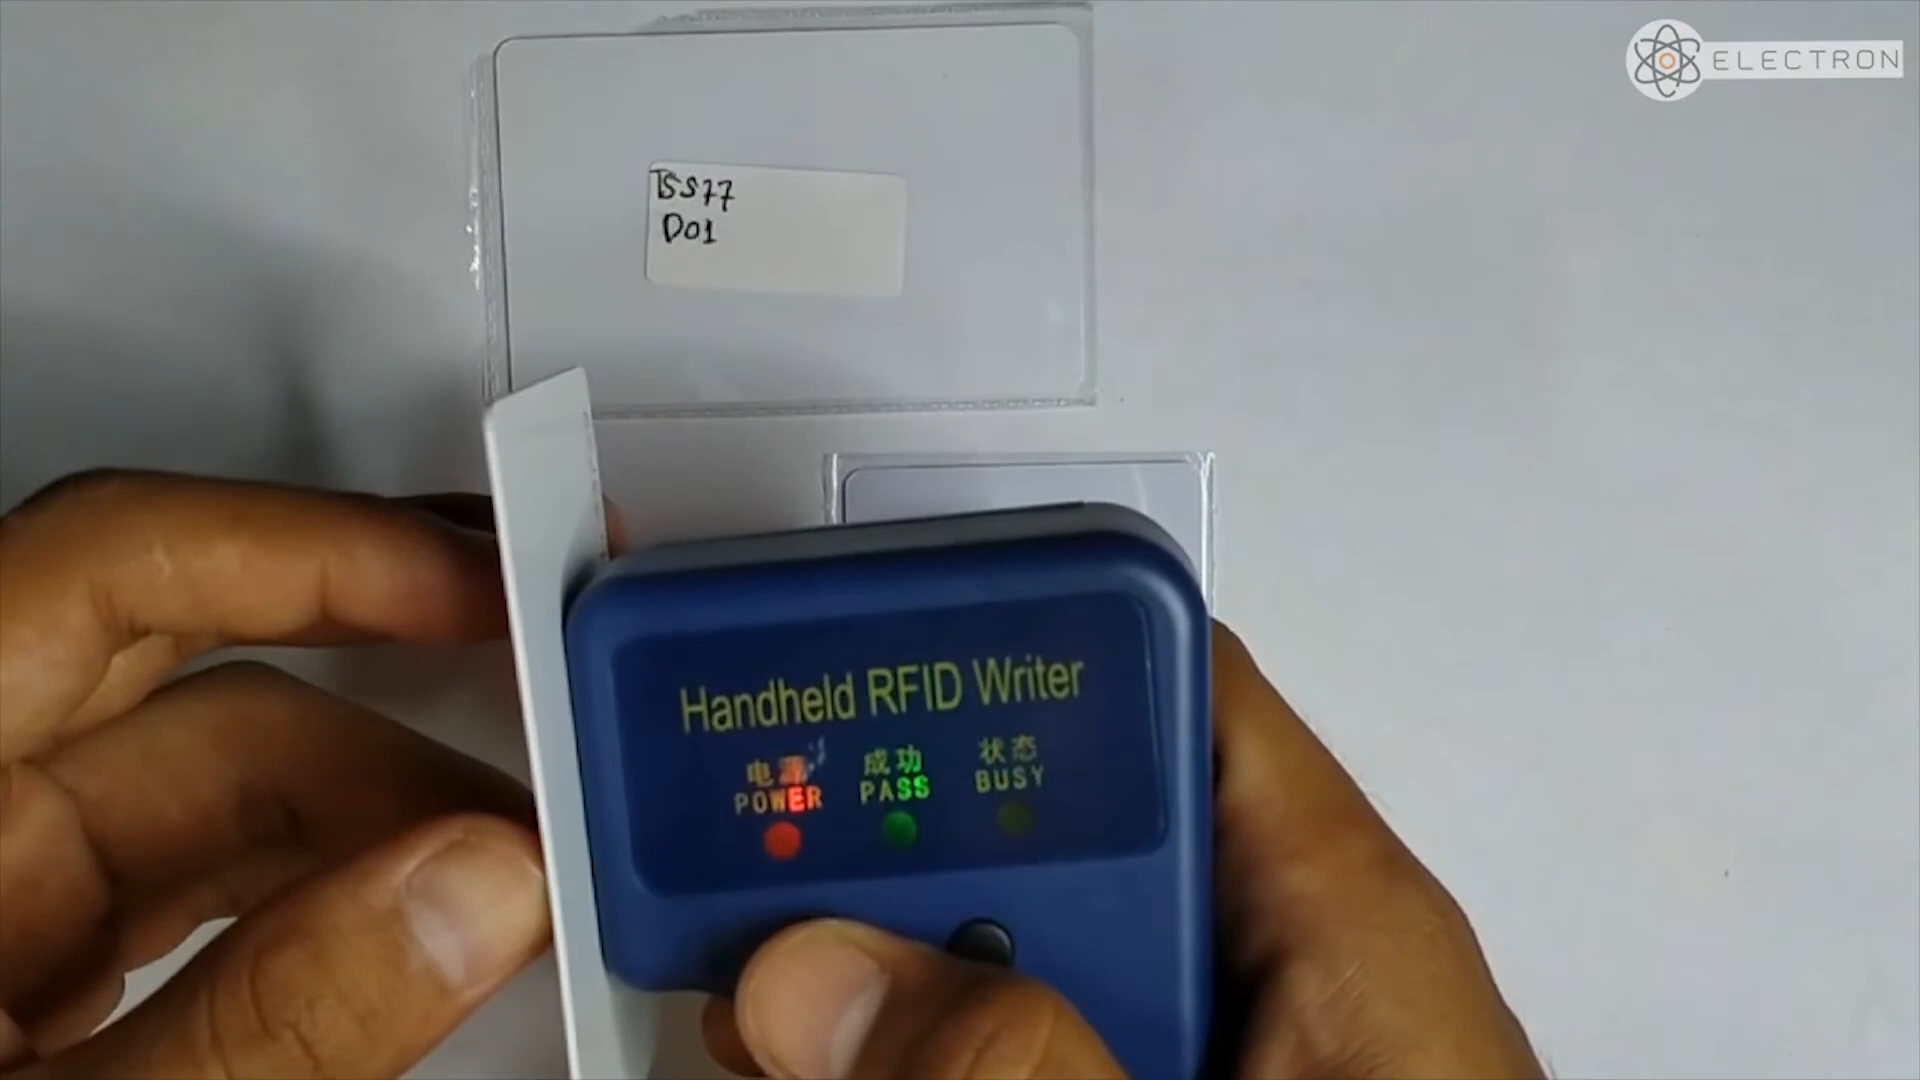 ELECTRON
TSS77
D01
Handheld RFID Writer
电源 成功 状态
POWER PASS BUSY